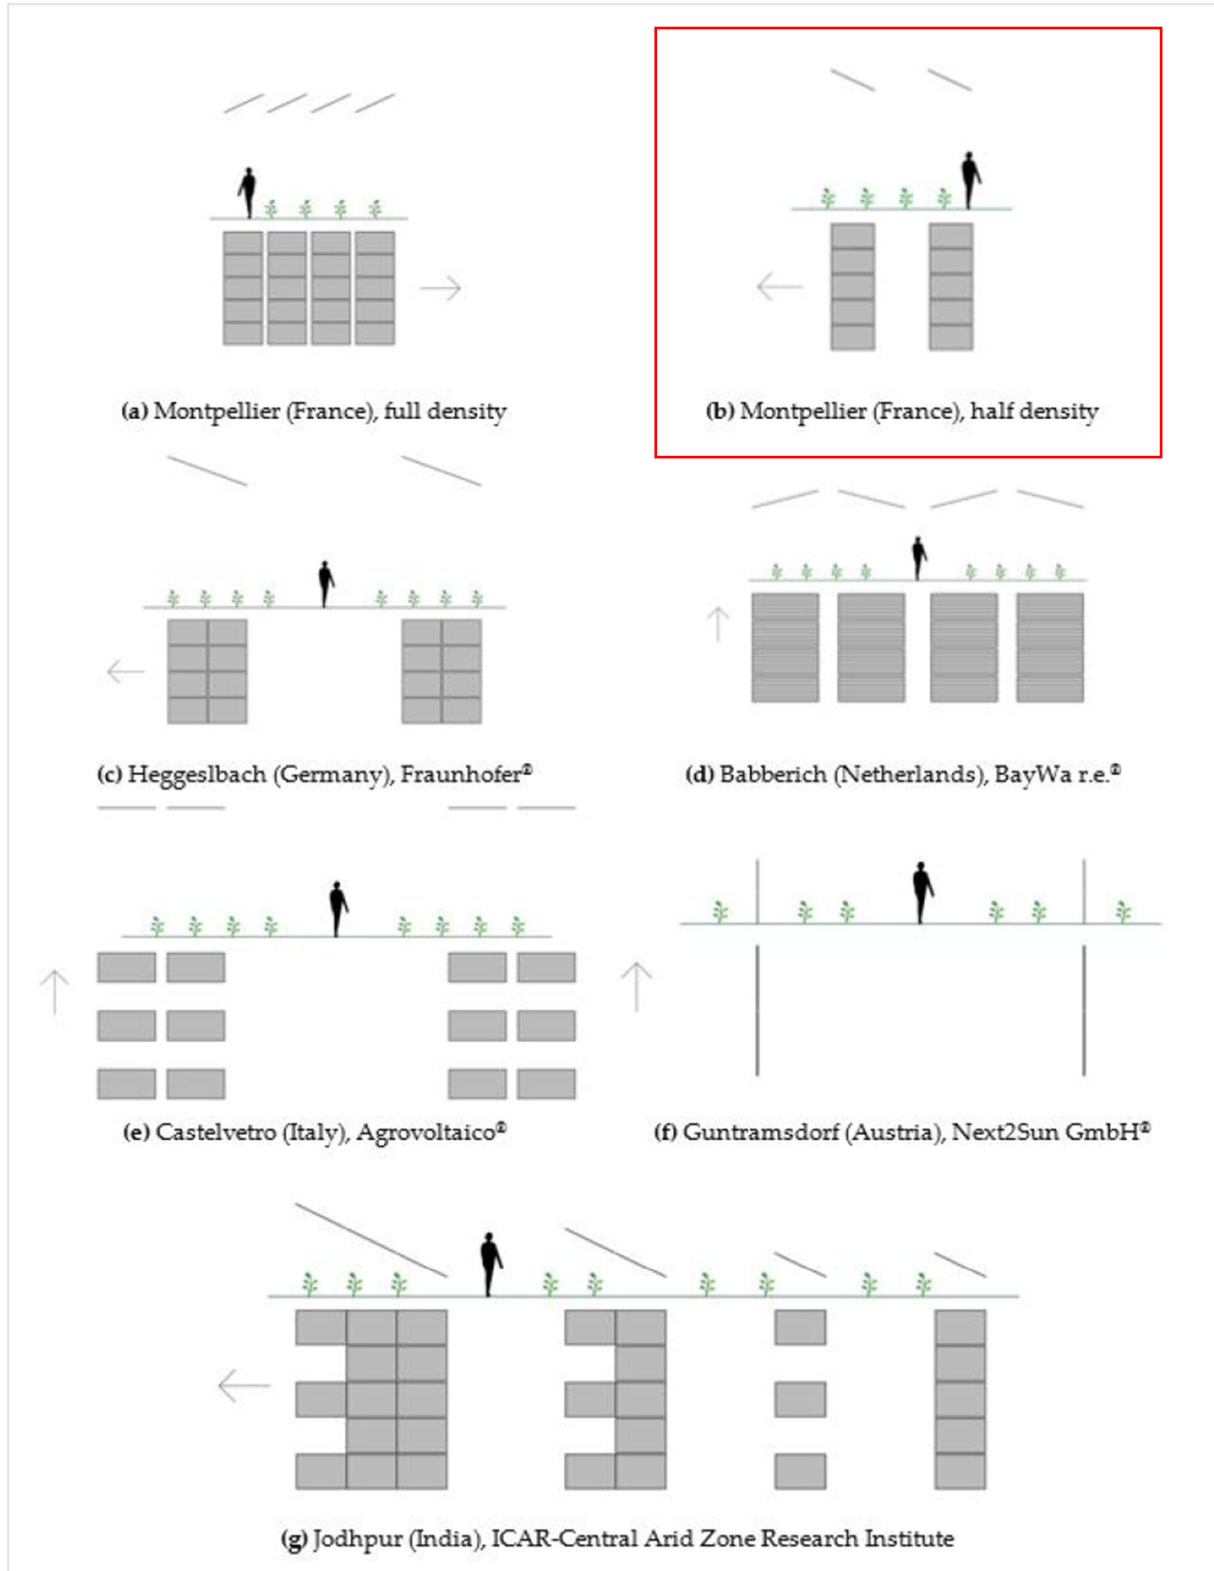 (a) Montpellier (France), full density
(b) Montpellier (France), half density
(c) Heggeslbach (Germany), Fraunhofer®
(d) Babberich (Netherlands), BayWa r.e.®
(e) Castelvetro (Italy), Agrovoltaico®
(f) Guntramsdorf (Austria), Next2Sun GmbH®
(g) Jodhpur (India), ICAR-Central Arid Zone Research Institute